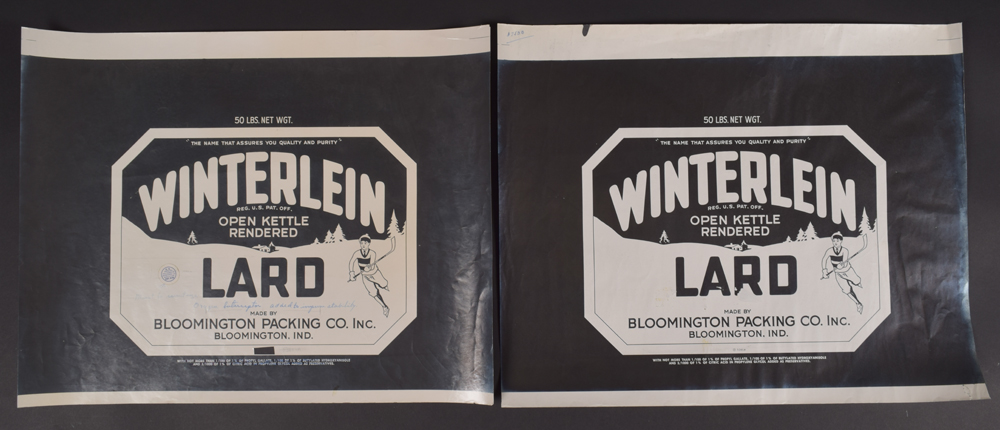 50 LBS. NET WGT.
"THE NAME THAT ASSURES YOU QUALITY AND PURITY"
WINTERLEIN
REG. U.S. PAT. OFF.
OPEN KETTLE
RENDERED
LARD
MADE BY
BLOOMINGTON PACKING CO. INC.
BLOOMINGTON, IND.
50 LBS. NET WGT.
"THE NAME THAT ASSURES YOU QUALITY AND PURITY"
WINTERLEIN
REG. U.S. PAT. OFF.
OPEN KETTLE
RENDERED
LARD
MADE BY
BLOOMINGTON PACKING CO. INC.
BLOOMINGTON, IND.